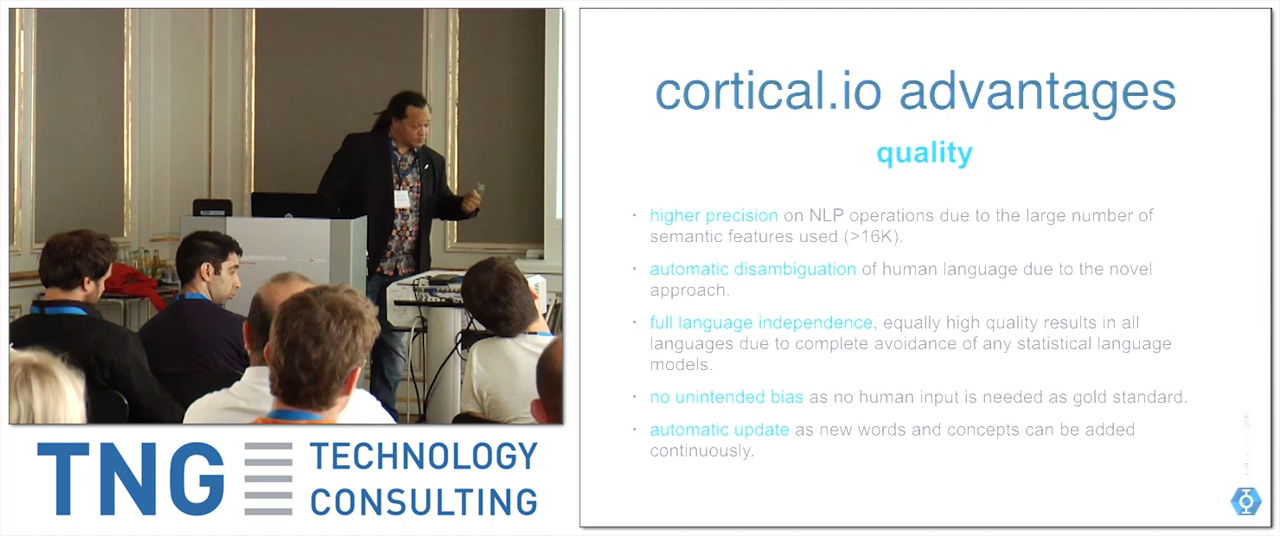 cortical.io advantages
quality
· higher precision on NLP operations due to the large number of
semantic features used (>16K).
· automatic disambiguation of human language due to the novel
approach.
· full language independence, equally high quality results in all
languages due to complete avoidance of any statistical language
models.
· no unintended bias as no human input is needed as gold standard.
· automatic update as new words and concepts can be added
continuously.
TNG TECHNOLOGY
CONSULTING